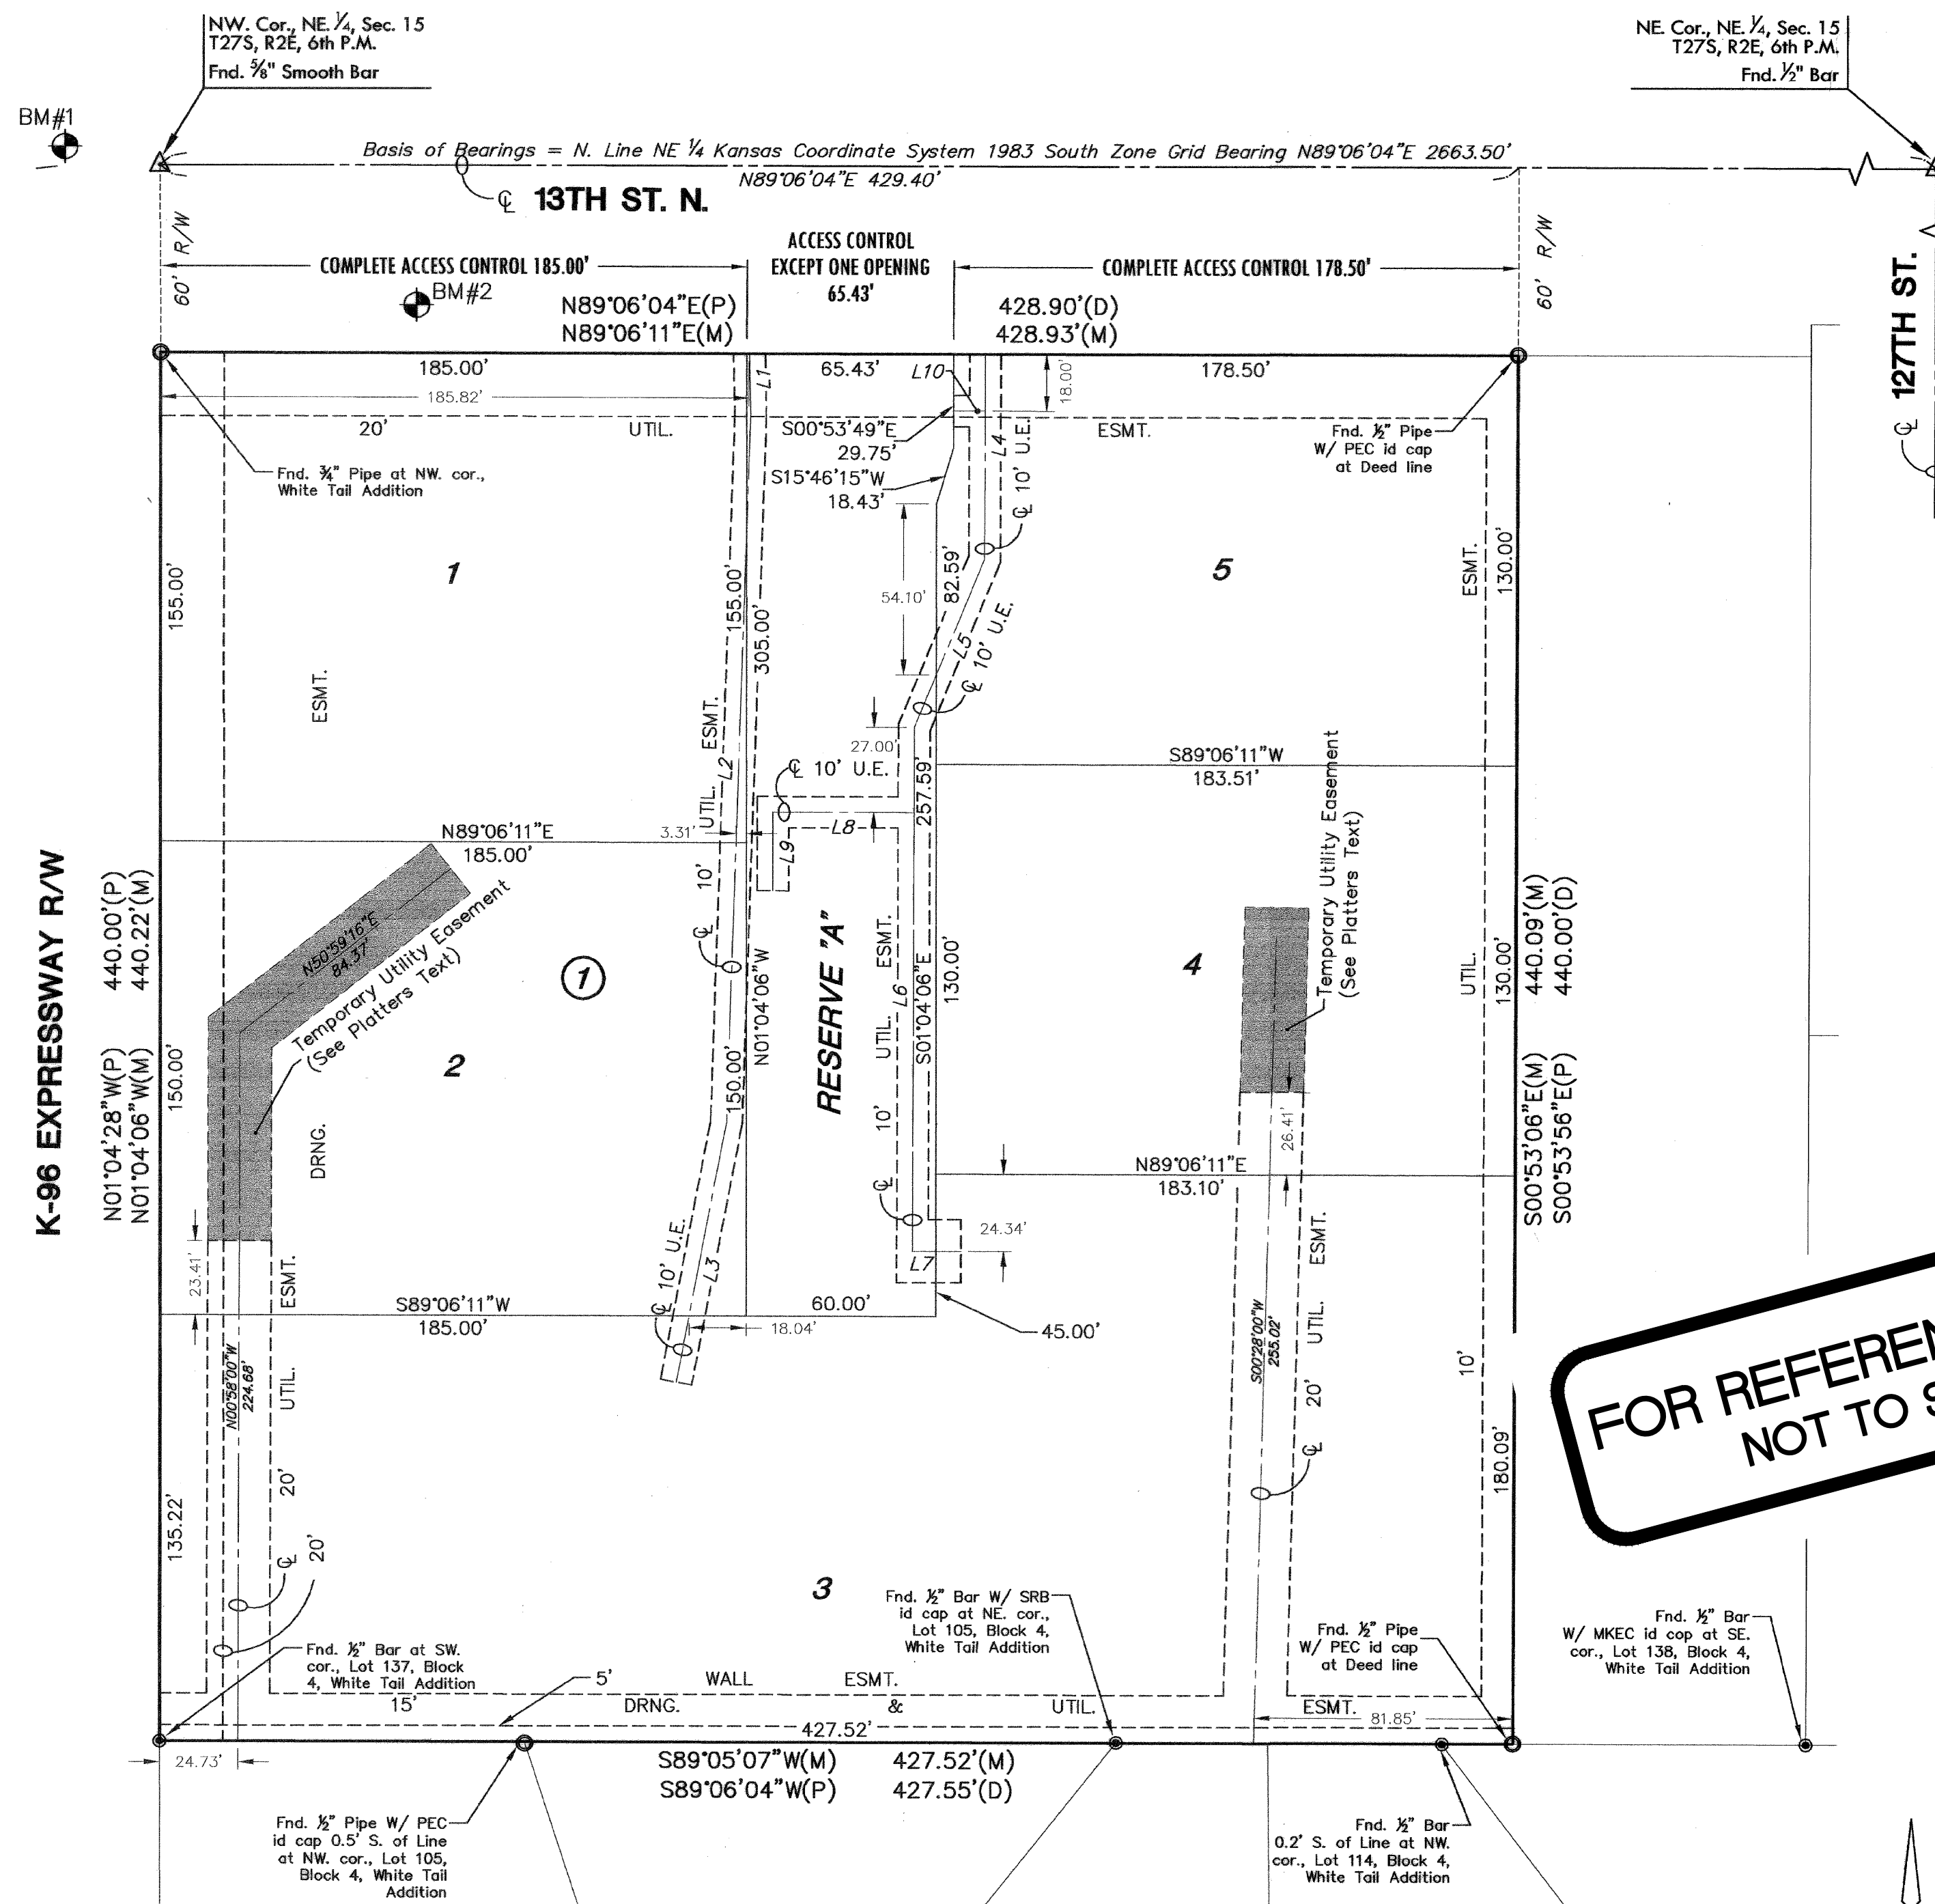 NW. Cor., NE. ¼, Sec. 15
T27S, R2E, 6th P.M.
Fnd. ⅝" Smooth Bar
NE. Cor., NE. ¼, Sec. 15
T27S, R2E, 6th P.M.
Fnd. ½" Bar
BM#1
Basis of Bearings = N. Line NE ¼ Kansas Coordinate System 1983 South Zone Grid Bearing N89°06'04"E 2663.50'
N89°06'04"E 429.40'
℄ 13TH ST. N.
60' R/W
60' R/W
℄ 127TH ST.
COMPLETE ACCESS CONTROL 185.00'
ACCESS CONTROL
EXCEPT ONE OPENING
65.43'
COMPLETE ACCESS CONTROL 178.50'
BM#2
N89°06'04"E(P)
N89°06'11"E(M)
428.90'(D)
428.93'(M)
185.00'
65.43'
L10
18.00'
178.50'
185.82'
L1
20'
UTIL.
ESMT.
S00°53'49"E
29.75'
S15°46'15"W
18.43'
L4
℄ 10' U.E.
Fnd. ½" Pipe
W/ PEC id cap
at Deed line
Fnd. ¾" Pipe at NW. cor.,
White Tail Addition
1
5
155.00'
155.00'
305.00'
54.10'
82.59'
L5
℄ 10' U.E.
ESMT.
130.00'
ESMT.
10' UTIL. ESMT.
L2
27.00'
℄ 10' U.E.
257.59'
S89°06'11"W
183.51'
Temporary Utility Easement
(See Platters Text)
N89°06'11"E
185.00'
3.31'
L8
L9
K-96 EXPRESSWAY R/W
440.00'(P)
440.22'(M)
N01°04'28"W(P)
N01°04'06"W(M)
N50°59'16"E
84.37'
Temporary Utility Easement
(See Platters Text)
1
℄
N01°04'06"W
RESERVE "A"
10' UTIL. ESMT.
L6
S01°04'06"E
130.00'
4
UTIL.
130.00'
440.09'(M)
440.00'(D)
S00°53'06"E(M)
S00°53'56"E(P)
150.00'
2
150.00'
DRNG.
26.41'
N89°06'11"E
183.10'
℄
24.34'
L7
23.41'
S89°06'11"W
185.00'
℄ 10' U.E.
L3
18.04'
60.00'
45.00'
N00°58'00"W
224.68'
20' UTIL. ESMT.
S00°28'00"W
255.02'
20' UTIL. ESMT.
℄
10'
180.09'
FOR REFEREN
NOT TO S
135.22'
℄
20'
3
Fnd. ½" Bar W/ SRB
id cap at NE. cor.,
Lot 105, Block 4,
White Tail Addition
Fnd. ½" Pipe
W/ PEC id cap
at Deed line
Fnd. ½" Bar
W/ MKEC id cap at SE.
cor., Lot 138, Block 4,
White Tail Addition
Fnd. ½" Bar at SW.
cor., Lot 137, Block
4, White Tail Addition
5'
WALL
ESMT.
15'
DRNG.
&
UTIL.
ESMT.
81.85'
427.52'
24.73'
S89°05'07"W(M)
S89°06'04"W(P)
427.52'(M)
427.55'(D)
Fnd. ½" Pipe W/ PEC
id cap 0.5' S. of Line
at NW. cor., Lot 105,
Block 4, White Tail
Addition
Fnd. ½" Bar
0.2' S. of Line at NW.
cor., Lot 114, Block 4,
White Tail Addition